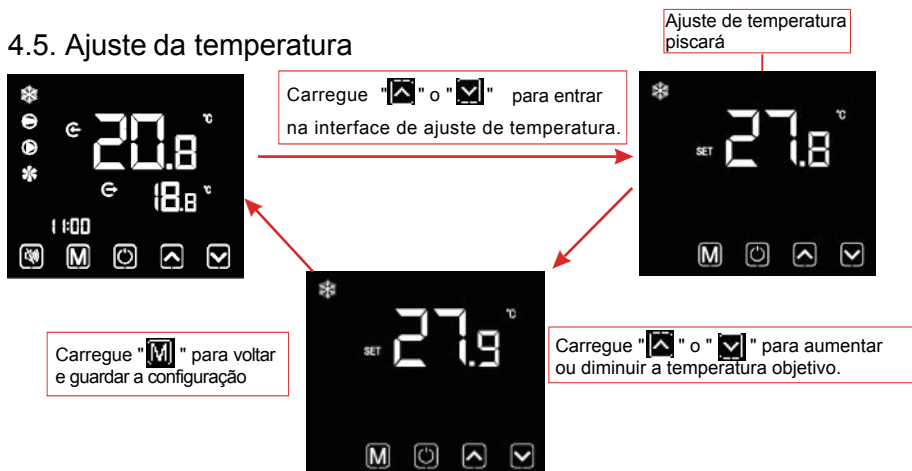 4.5. Ajuste da temperatura
Ajuste de temperatura
piscará
Carregue " " o " " para entrar
na interface de ajuste de temperatura.
20.8 °C
18.8 °C
11:00
M
SET 27.8 °C
M
Carregue " " o " " para aumentar
ou diminuir a temperatura objetivo.
SET 27.9 °C
M
Carregue "M" para voltar
e guardar a configuração